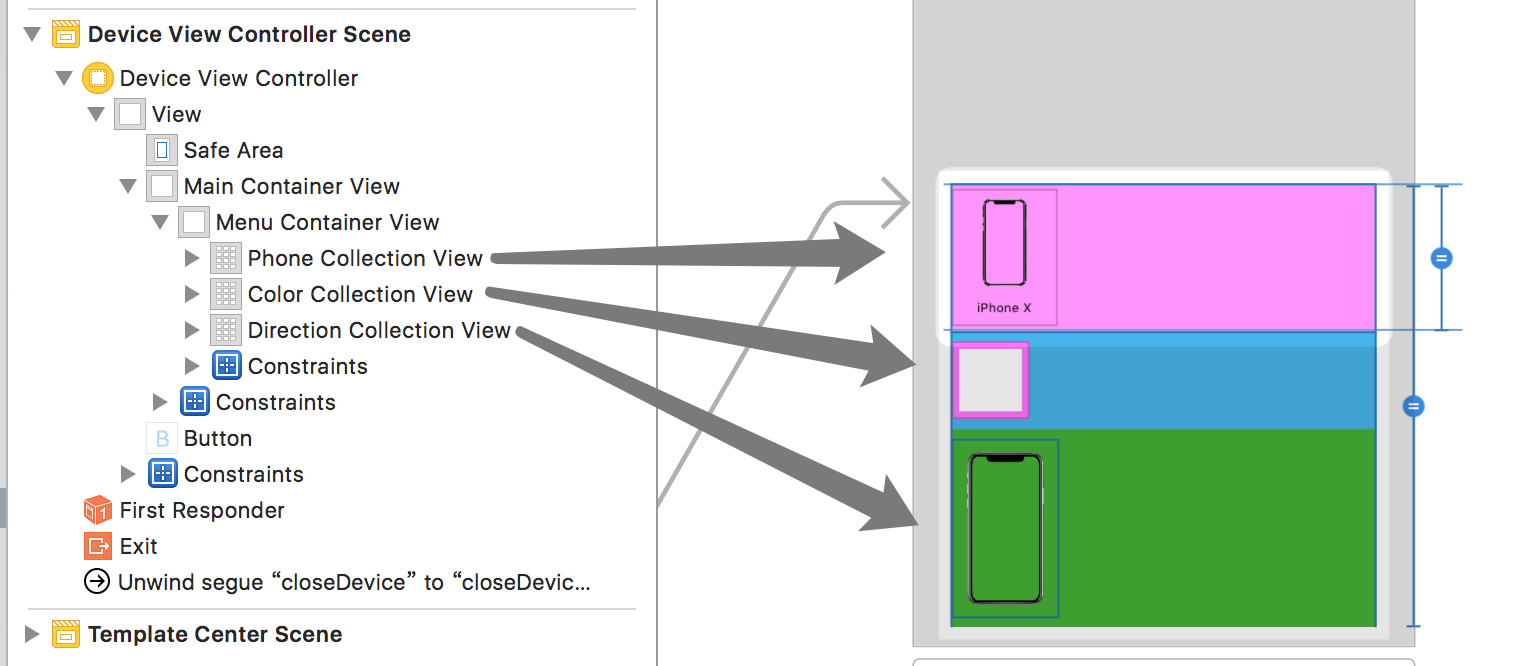 Device View Controller Scene
Device View Controller
View
Safe Area
Main Container View
Menu Container View
Phone Collection View
Color Collection View
Direction Collection View
Constraints
Constraints
B Button
Constraints
First Responder
Exit
Unwind segue “closeDevice” to “closeDevic...
Template Center Scene
iPhone X